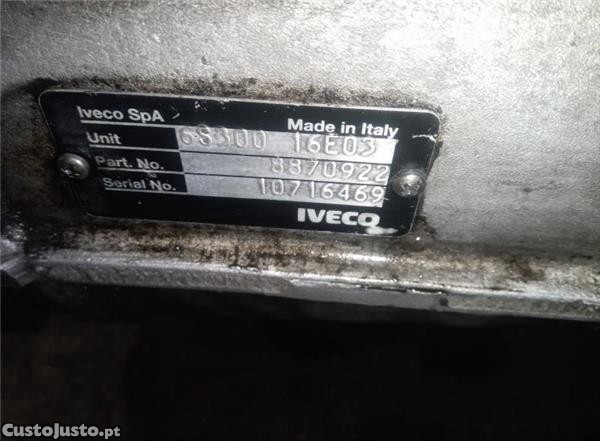 Iveco SpA
Made in Italy
Unit 6S300 16E03
Part. No. 8870922
Serial No. 10716469
IVECO
CustoJusto.pt